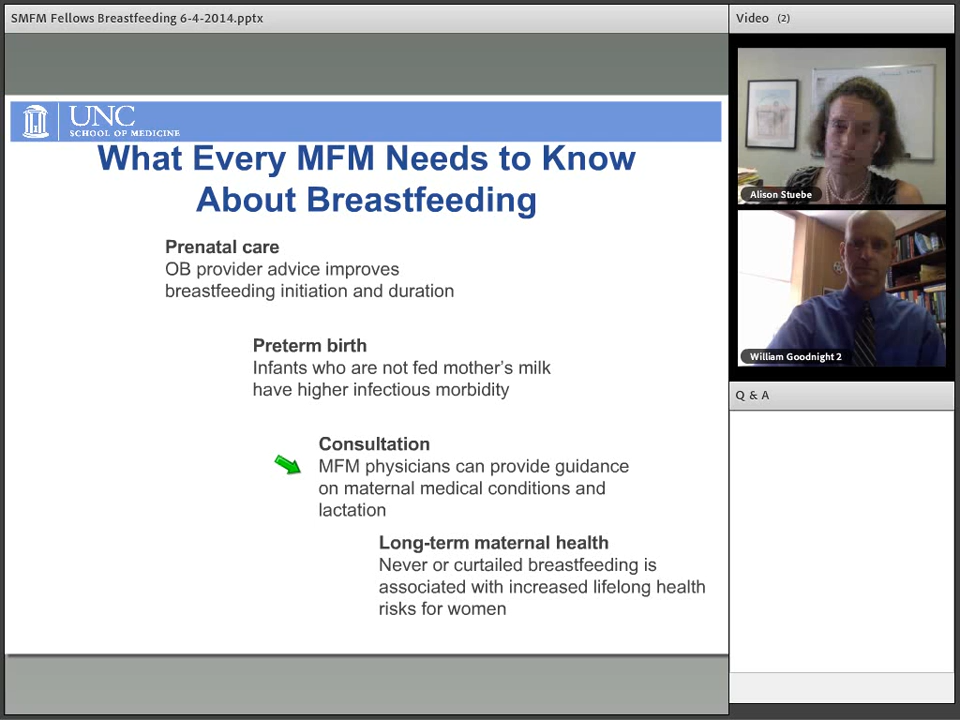 SMFM Fellows Breastfeeding 6-4-2014.pptx
Video (2)
UNC
SCHOOL OF MEDICINE
What Every MFM Needs to Know
About Breastfeeding
Prenatal care
OB provider advice improves
breastfeeding initiation and duration
Preterm birth
Infants who are not fed mother's milk
have higher infectious morbidity
Consultation
MFM physicians can provide guidance
on maternal medical conditions and
lactation
Long-term maternal health
Never or curtailed breastfeeding is
associated with increased lifelong health
risks for women
Alison Stuebe
William Goodnight 2
Q & A